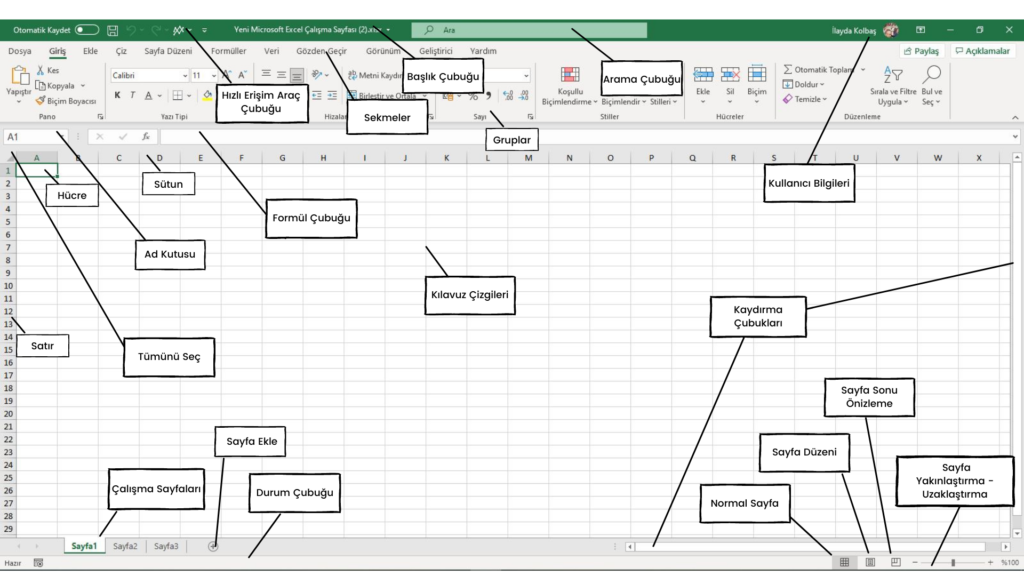 Otomatik Kaydet
Yeni Microsoft Excel Çalışma Sayfası (2).xlsx
Ara
İlayda Kolbaş
Dosya Giriş Ekle Çiz Sayfa Düzeni Formüller Veri Gözden Geçir Görünüm Geliştirici Yardım
Paylaş Açıklamalar
Yapıştır
Kes
Kopyala
Biçim Boyacısı
Pano
Calibri 11
K T A
Yazı Tipi
Metni Kaydır
Birleştir ve Ortala
Sayı
Koşullu
Biçimlendirme
Biçimlendir
Stilleri
Stiller
Ekle Sil Biçim
Hücreler
Otomatik Toplam
Doldur
Temizle
Sırala ve Filtre
Uygula
Bul ve
Seç
Düzenleme
Hızlı Erişim Araç
Çubuğu
Başlık Çubuğu
Sekmeler
Arama Çubuğu
Gruplar
A1
fx
A B C D E F G H I J K L M N O P Q R S T U V W X
1
2
3
4
5
6
7
8
9
10
11
12
13
14
15
16
17
18
19
20
21
22
23
24
25
26
27
28
29
Kullanıcı Bilgileri
Sütun
Hücre
Formül Çubuğu
Ad Kutusu
Kılavuz Çizgileri
Kaydırma
Çubukları
Satır
Tümünü Seç
Sayfa Sonu
Önizleme
Sayfa Ekle
Sayfa Düzeni
Sayfa
Yakınlaştırma -
Uzaklaştırma
Çalışma Sayfaları
Durum Çubuğu
Normal Sayfa
Sayfa1 Sayfa2 Sayfa3
Hazır
%100